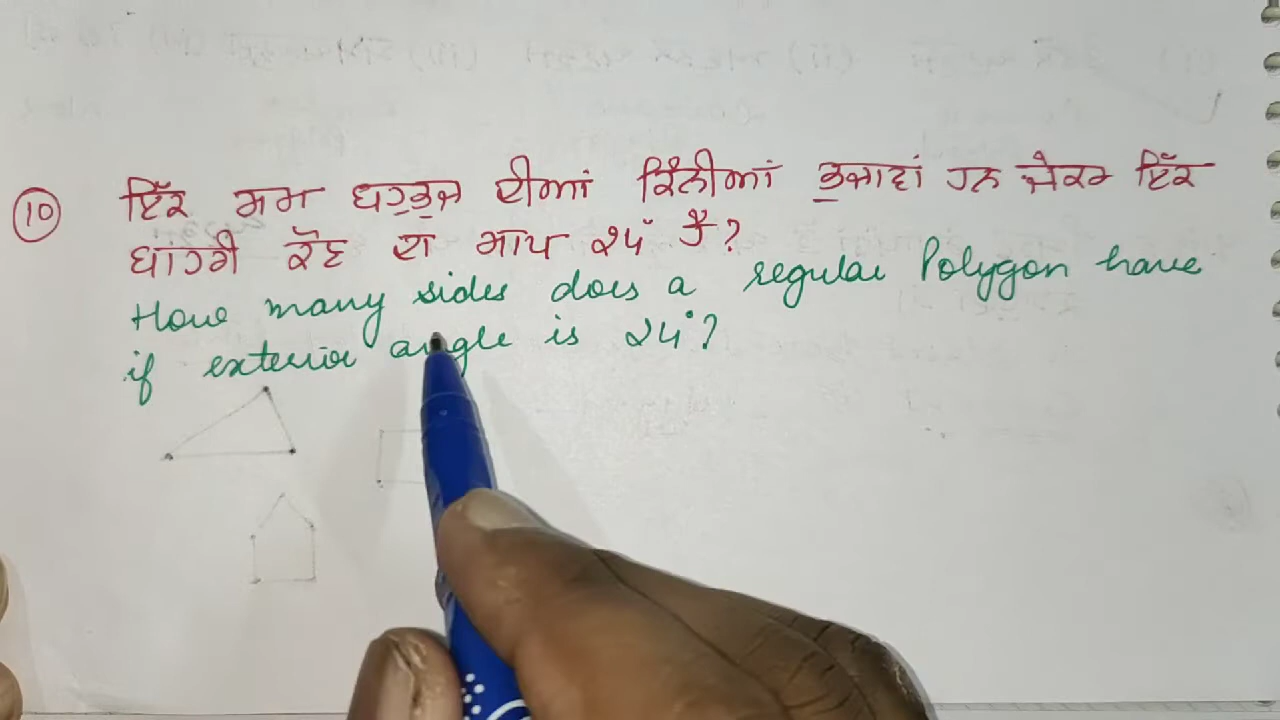 10 ਇੱਕ ਸਮ ਬਹੁਭੁਜ ਦੀਆਂ ਕਿੰਨੀਆਂ ਭੁਜਾਵਾਂ ਹਨ ਜੇਕਰ ਇੱਕ
ਬਾਹਰੀ ਕੋਣ ਦਾ ਮਾਪ 24° ਹੈ?
How many sides does a regular Polygon have
if exterior angle is 24°?